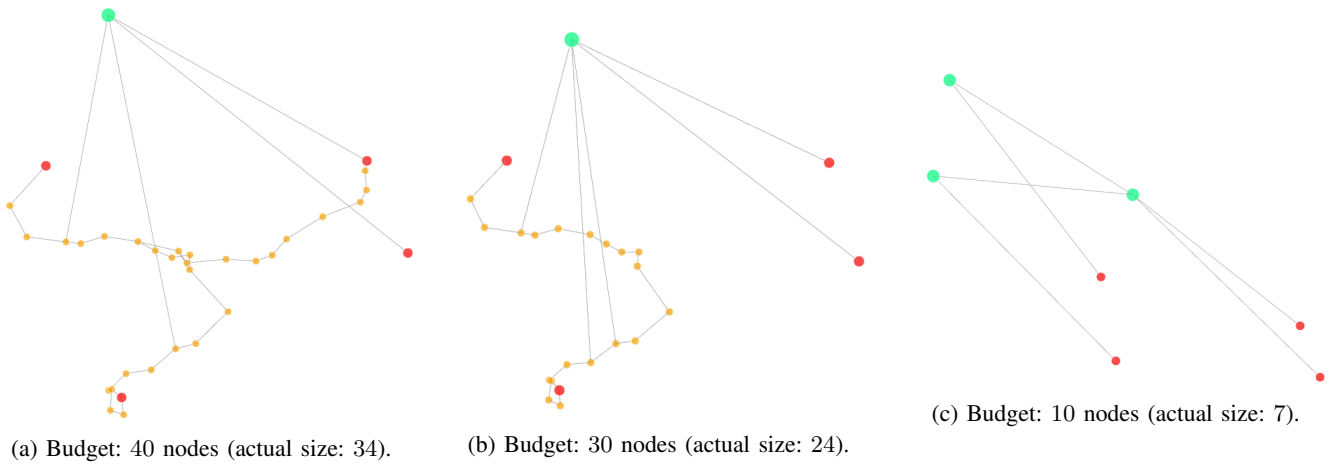 (a) Budget: 40 nodes (actual size: 34).
(b) Budget: 30 nodes (actual size: 24).
(c) Budget: 10 nodes (actual size: 7).